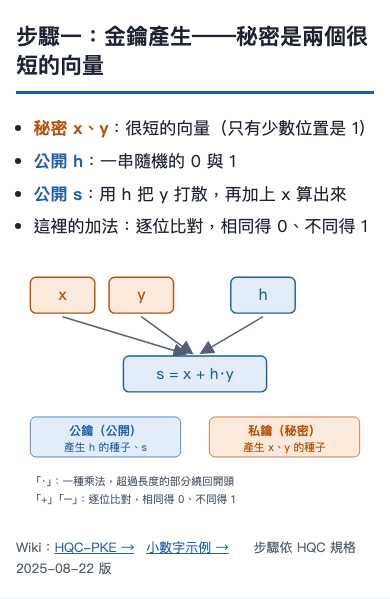 步驟一：金鑰產生——秘密是兩個很
短的向量
秘密 x、y：很短的向量（只有少數位置是 1）
公開 h：一串隨機的 0 與 1
公開 s：用 h 把 y 打散，再加上 x 算出來
這裡的加法：逐位比對，相同得 0、不同得 1
x
y
h
s = x + h·y
公鑰（公開）
產生 h 的種子、s
私鑰（秘密）
產生 x、y 的種子
「·」：一種乘法，超過長度的部分繞回開頭
「+」「−」：逐位比對，相同得 0、不同得 1
Wiki：HQC-PKE → 小數字示例 → 步驟依 HQC 規格
2025-08-22 版